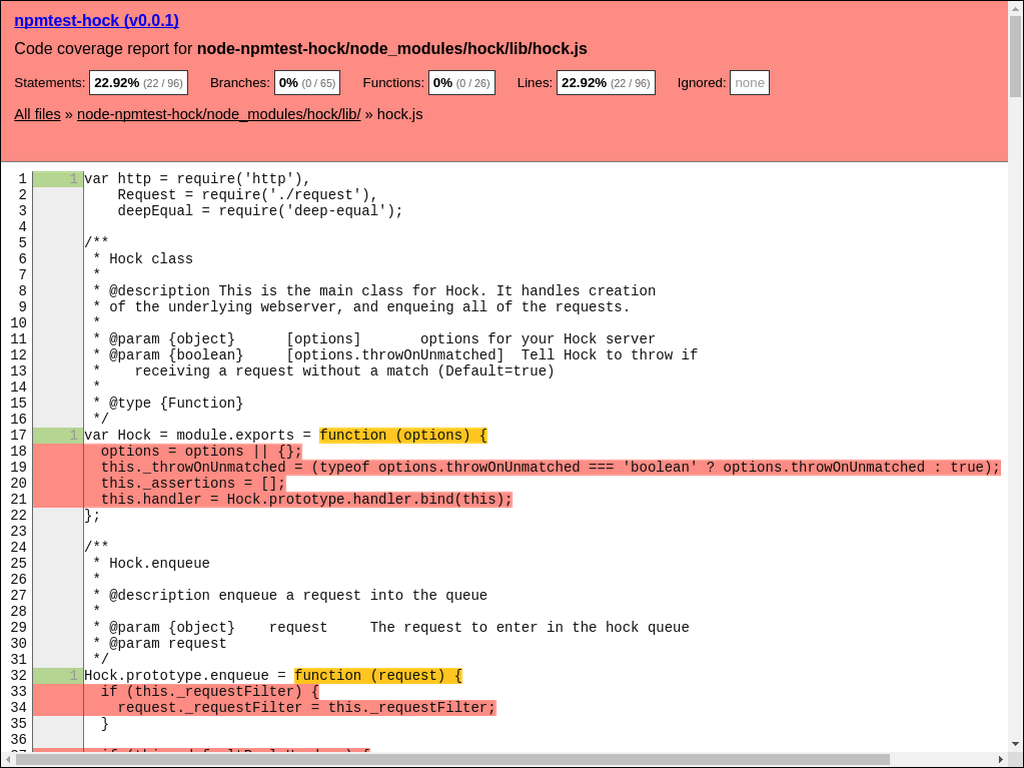 npmtest-hock (v0.0.1)
Code coverage report for node-npmtest-hock/node_modules/hock/lib/hock.js
Statements: 22.92% (22 / 96) Branches: 0% (0 / 65) Functions: 0% (0 / 26) Lines: 22.92% (22 / 96) Ignored: none
All files » node-npmtest-hock/node_modules/hock/lib/ » hock.js
1 1 var http = require('http'),
2     Request = require('./request'),
3     deepEqual = require('deep-equal');
4
5 /**
6  * Hock class
7  *
8  * @description This is the main class for Hock. It handles creation
9  * of the underlying webserver, and enqueing all of the requests.
10  *
11  * @param {object}      [options]       options for your Hock server
12  * @param {boolean}     [options.throwOnUnmatched]  Tell Hock to throw if
13  *    receiving a request without a match (Default=true)
14  *
15  * @type {Function}
16  */
17 1 var Hock = module.exports = function (options) {
18   options = options || {};
19   this._throwOnUnmatched = (typeof options.throwOnUnmatched === 'boolean' ? options.throwOnUnmatched : true);
20   this._assertions = [];
21   this.handler = Hock.prototype.handler.bind(this);
22 };
23
24 /**
25  * Hock.enqueue
26  *
27  * @description enqueue a request into the queue
28  *
29  * @param {object}    request     The request to enter in the hock queue
30  * @param request
31  */
32 1 Hock.prototype.enqueue = function (request) {
33   if (this._requestFilter) {
34     request._requestFilter = this._requestFilter;
35   }
36